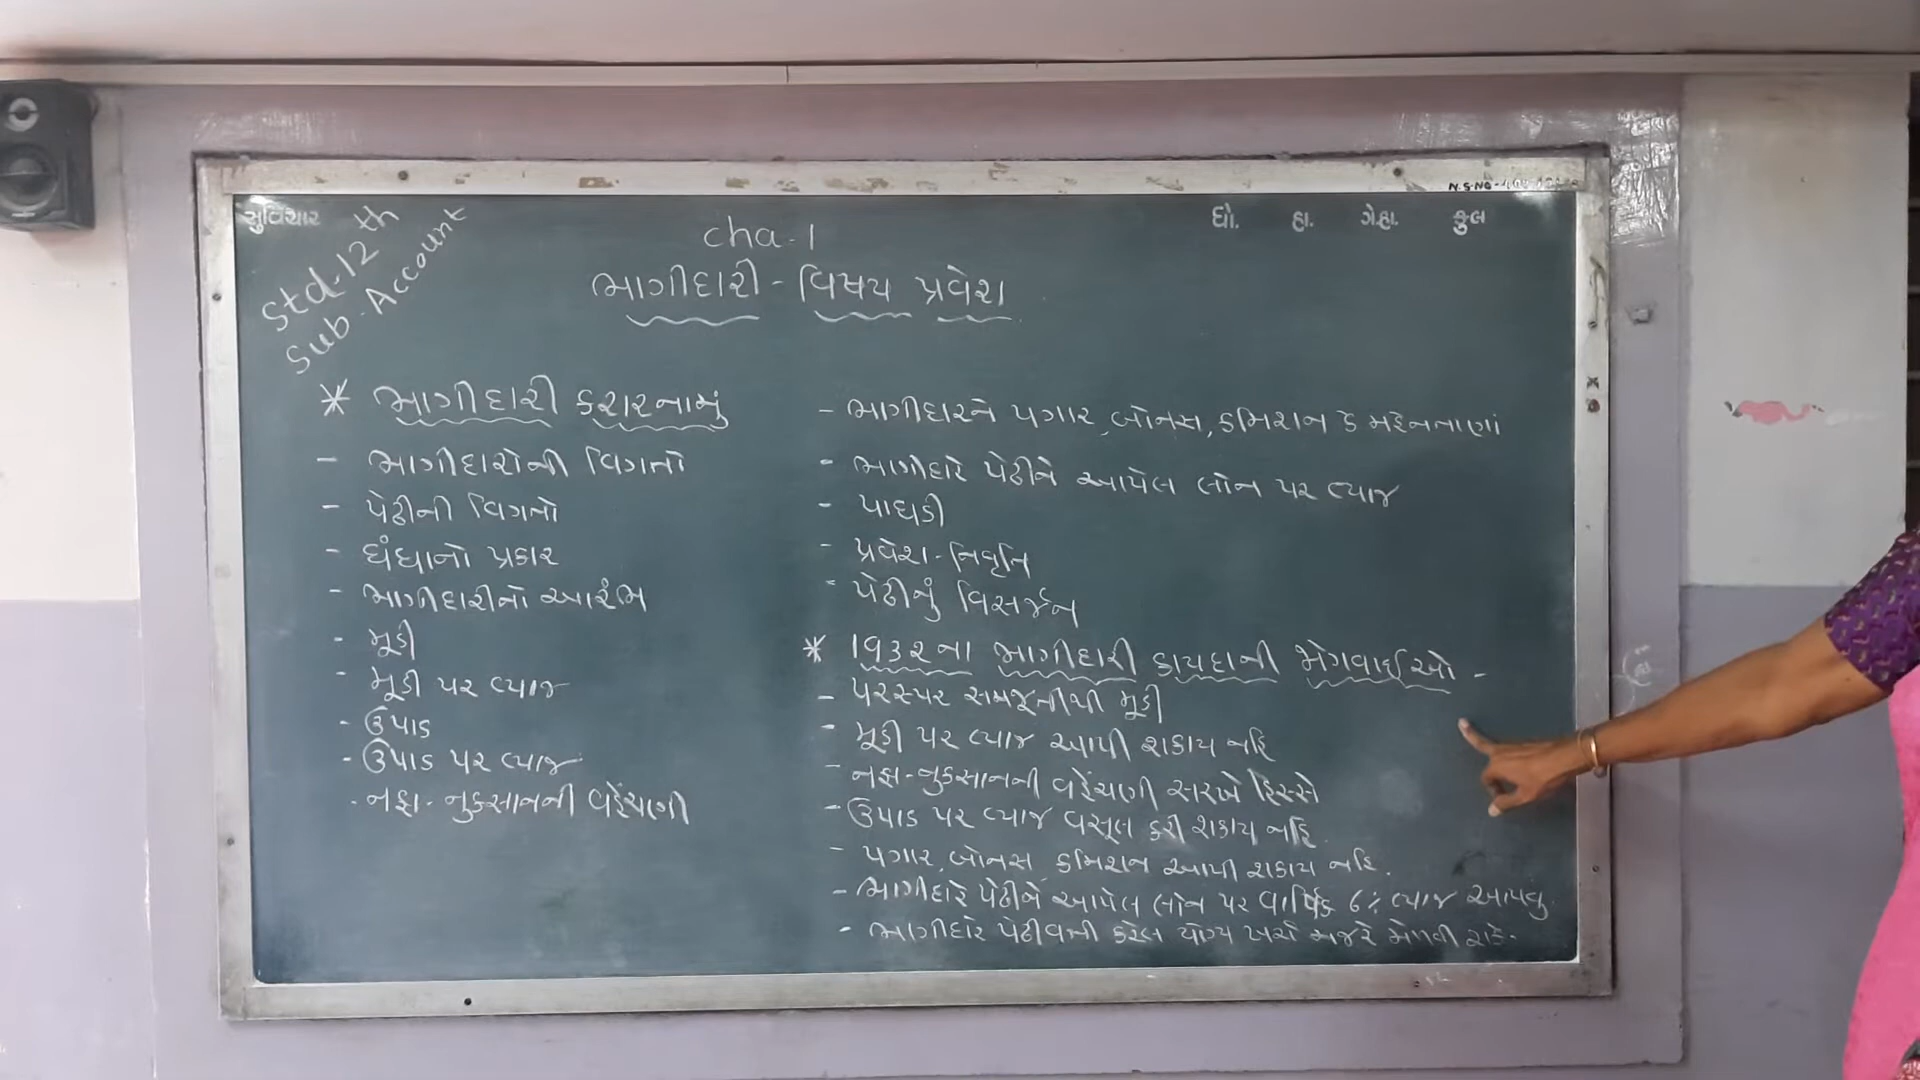 સુવિચાર
ધો. હા. ગે.હા. કુલ
Std-12 th
Sub-Account
Cha-1
ભાગીદારી - વિષય પ્રવેશ
* ભાગીદારી કરારનામું
- ભાગીદારોની વિગતો
- પેઢીની વિગતો
- ધંધાનો પ્રકાર
- ભાગીદારીનો આરંભ
- મૂડી
- મૂડી પર વ્યાજ
- ઉપાડ
- ઉપાડ પર વ્યાજ
- નફા-નુકસાનની વહેંચણી
- ભાગીદારને પગાર, બોનસ, કમિશન કે મહેનતાણાં
- ભાગીદારે પેઢીને આપેલ લોન પર વ્યાજ
- પાઘડી
- પ્રવેશ-નિવૃત્તિ
- પેઢીનું વિસર્જન
* ૧૯૩૨ના ભાગીદારી કાયદાની જોગવાઈઓ -
- પરસ્પર સમજૂતીથી મૂડી
- મૂડી પર વ્યાજ આપી શકાય નહિ
- નફા-નુકસાનની વહેંચણી સરખે હિસ્સે
- ઉપાડ પર વ્યાજ વસૂલ કરી શકાય નહિ.
- પગાર, બોનસ, કમિશન આપી શકાય નહિ.
- ભાગીદારે પેઢીને આપેલ લોન પર વાર્ષિક ૬% વ્યાજ આપવું.
- ભાગીદારે પેઢીવતી કરેલ યોગ્ય ખર્ચા મજરે મેળવી શકે.